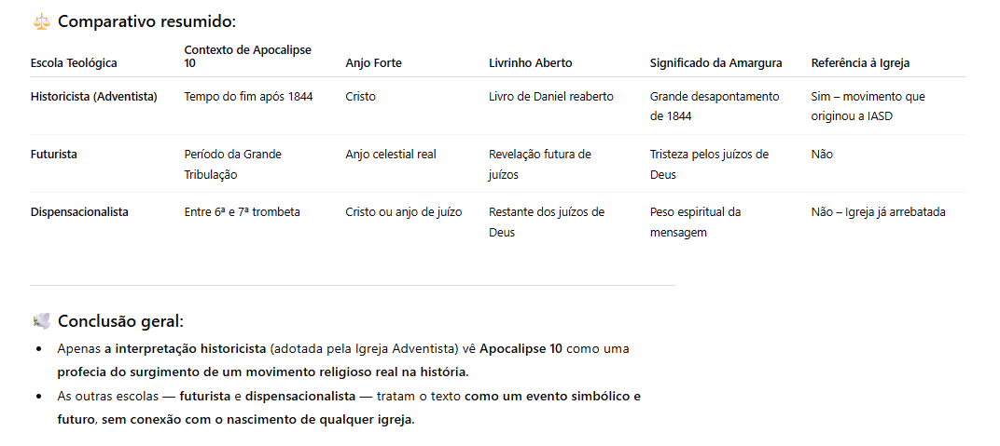 ⚖️ Comparativo resumido:
Escola Teológica | Contexto de Apocalipse 10 | Anjo Forte | Livrinho Aberto | Significado da Amargura | Referência à Igreja
Historicista (Adventista) | Tempo do fim após 1844 | Cristo | Livro de Daniel reaberto | Grande desapontamento de 1844 | Sim – movimento que originou a IASD
Futurista | Período da Grande Tribulação | Anjo celestial real | Revelação futura de juízos | Tristeza pelos juízos de Deus | Não
Dispensacionalista | Entre 6ª e 7ª trombeta | Cristo ou anjo de juízo | Restante dos juízos de Deus | Peso espiritual da mensagem | Não – Igreja já arrebatada
🕊️ Conclusão geral:
• Apenas a interpretação historicista (adotada pela Igreja Adventista) vê Apocalipse 10 como uma
profecia do surgimento de um movimento religioso real na história.
• As outras escolas — futurista e dispensacionalista — tratam o texto como um evento simbólico e
futuro, sem conexão com o nascimento de qualquer igreja.